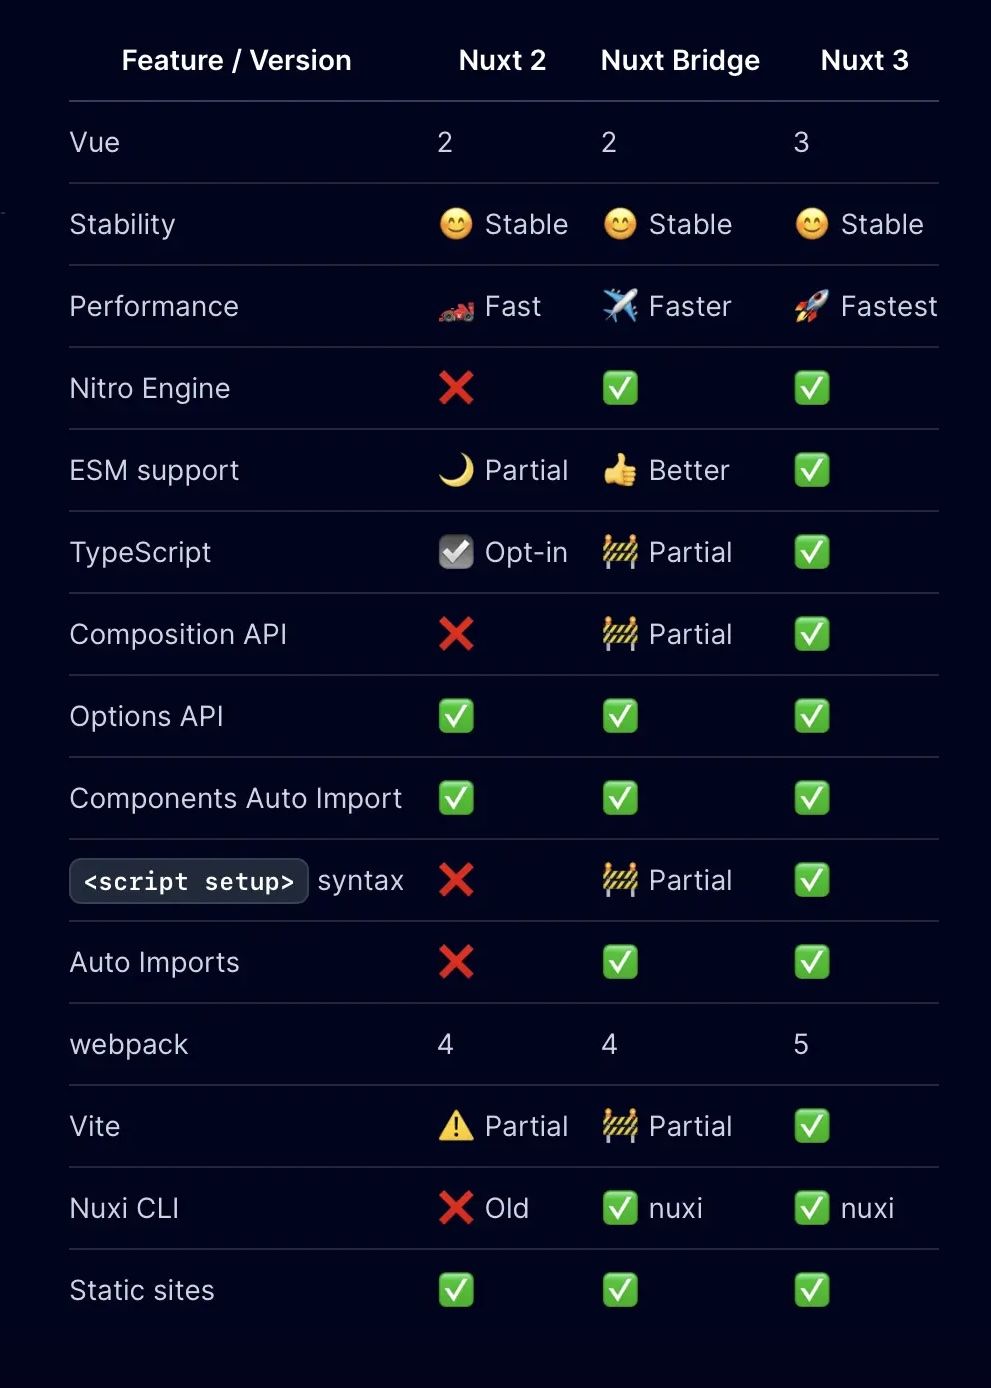 Feature / Version Nuxt 2 Nuxt Bridge Nuxt 3
Vue 2 2 3
Stability 😊 Stable 😊 Stable 😊 Stable
Performance 🏎️ Fast ✈️ Faster 🚀 Fastest
Nitro Engine ❌ ✅ ✅
ESM support 🌙 Partial 👍 Better ✅
TypeScript ☑️ Opt-in 🚧 Partial ✅
Composition API ❌ 🚧 Partial ✅
Options API ✅ ✅ ✅
Components Auto Import ✅ ✅ ✅
<script setup> syntax ❌ 🚧 Partial ✅
Auto Imports ❌ ✅ ✅
webpack 4 4 5
Vite ⚠️ Partial 🚧 Partial ✅
Nuxi CLI ❌ Old ✅ nuxi ✅ nuxi
Static sites ✅ ✅ ✅